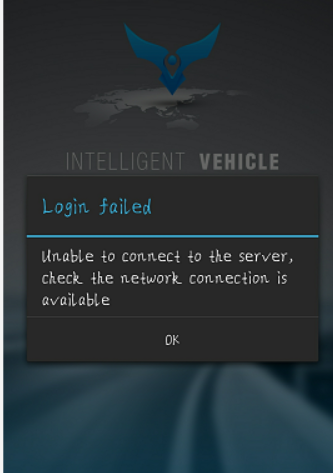 INTELLIGENT VEHICLE
Login failed
Unable to connect to the server,
check the network connection is
available
OK